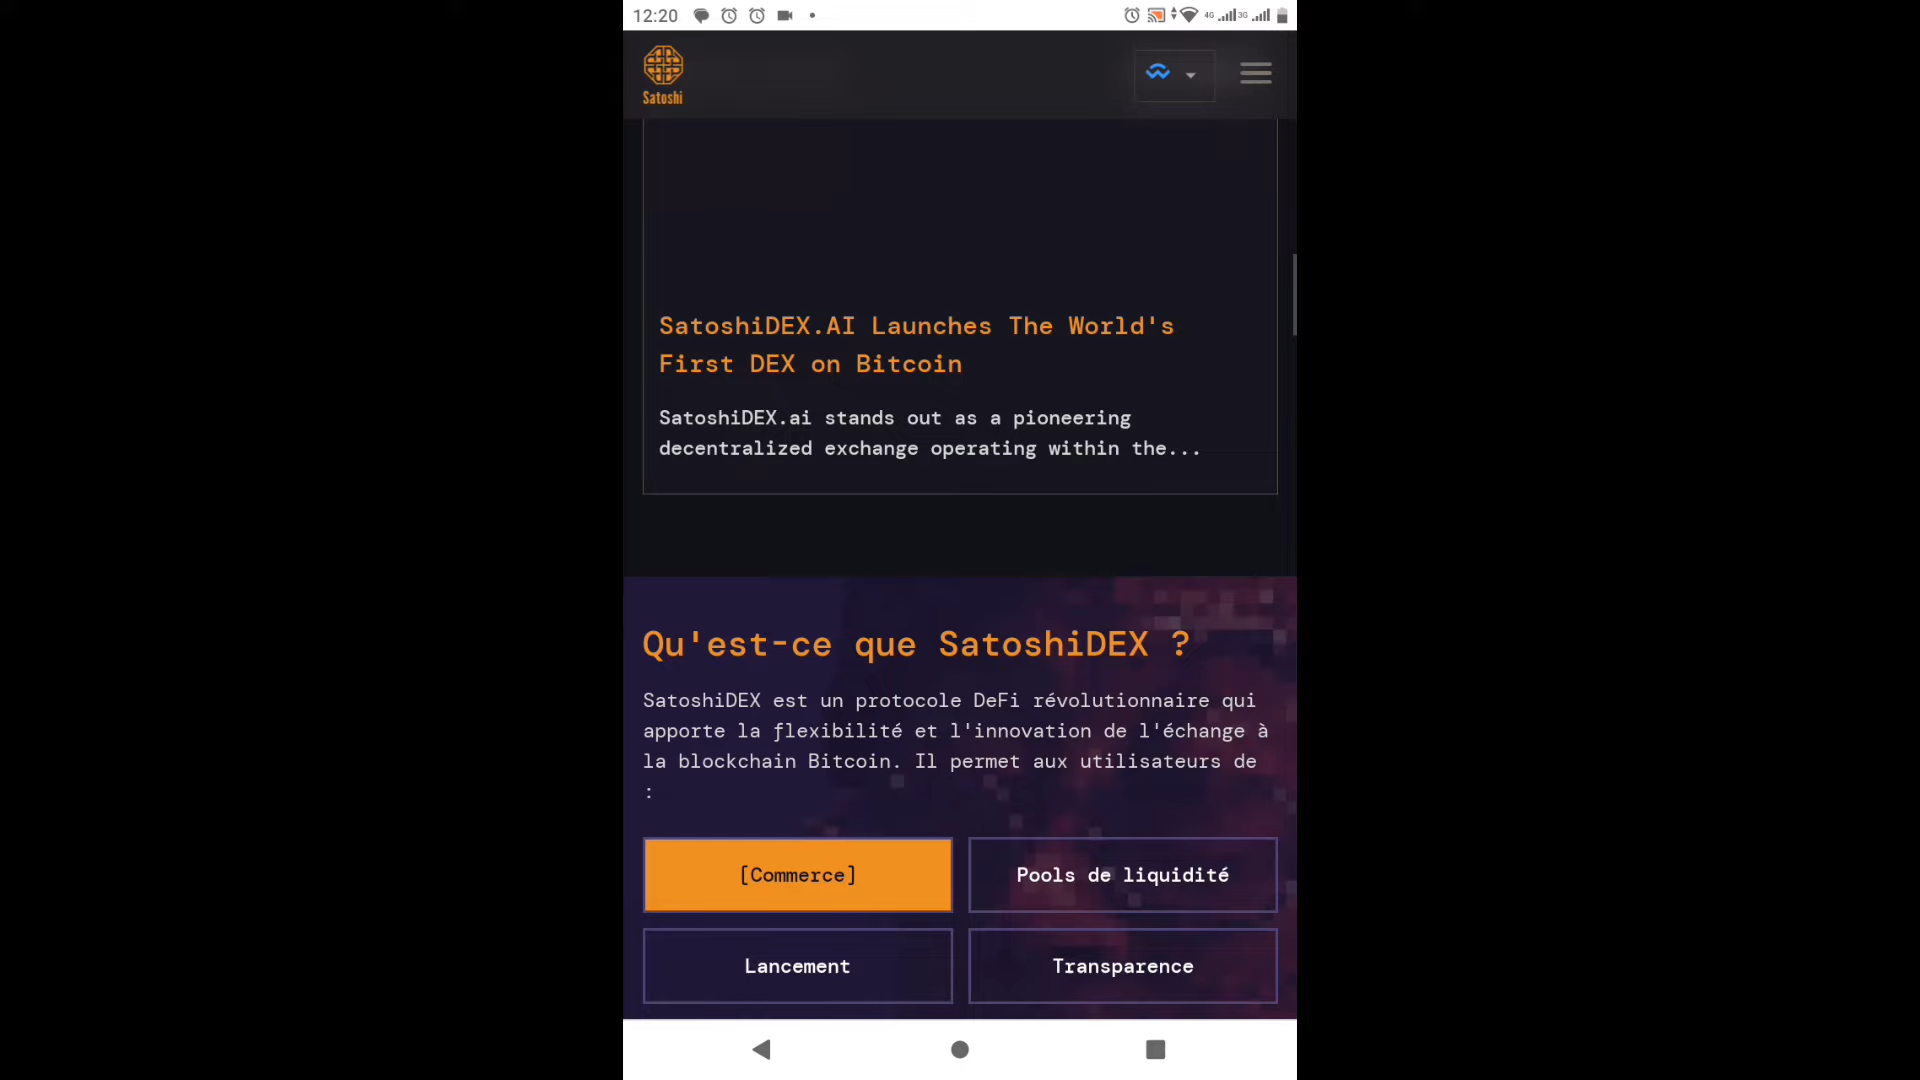 12:20
4G
3G
Satoshi
SatoshiDEX.AI Launches The World's
First DEX on Bitcoin
SatoshiDEX.ai stands out as a pioneering
decentralized exchange operating within the...
Qu'est-ce que SatoshiDEX ?
SatoshiDEX est un protocole DeFi révolutionnaire qui
apporte la flexibilité et l'innovation de l'échange à
la blockchain Bitcoin. Il permet aux utilisateurs de
:
[Commerce]
Pools de liquidité
Lancement
Transparence